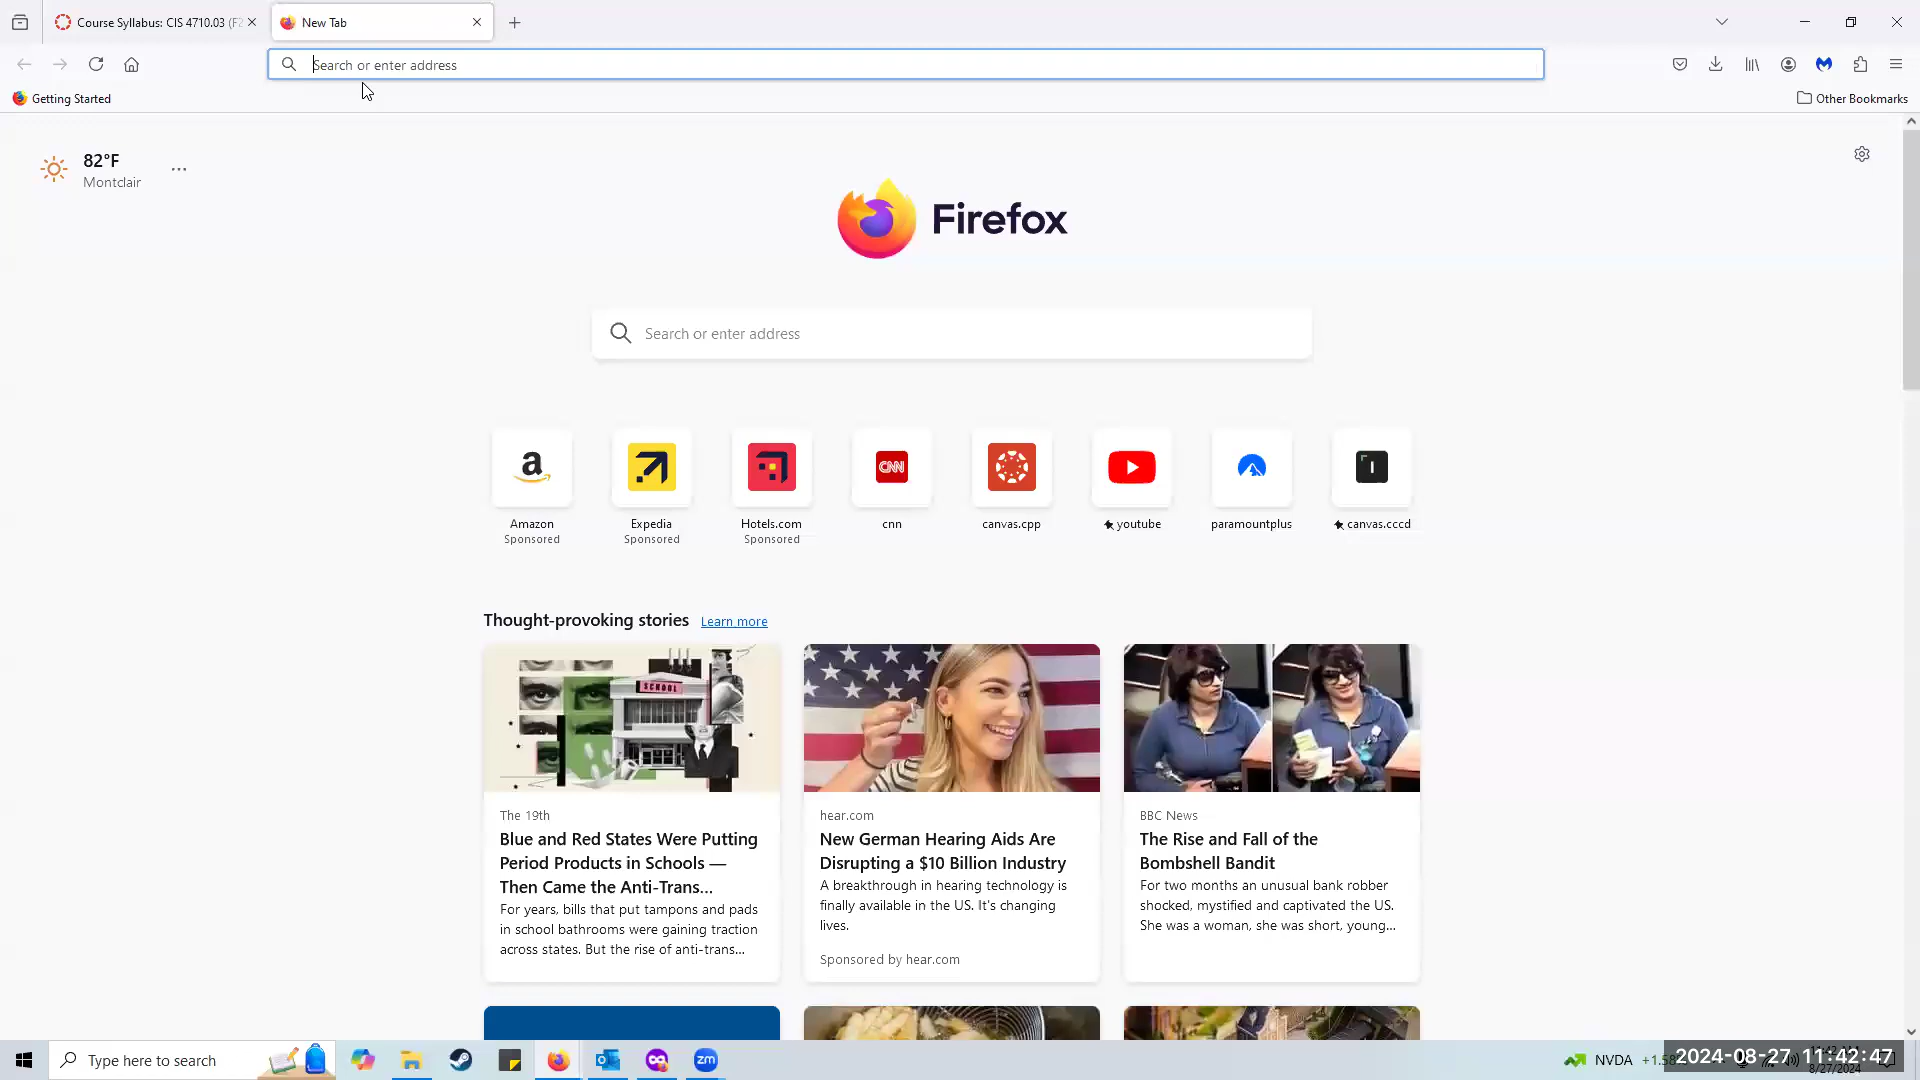 Course Syllabus: CIS 4710.03 (F2
New Tab
Search or enter address
Getting Started
Other Bookmarks
82°F
Montclair
Firefox
Search or enter address
a
CNN
I
Amazon
Sponsored
Expedia
Sponsored
Hotels.com
Sponsored
cnn
canvas.cpp
youtube
paramountplus
canvas.cccd
Thought-provoking stories Learn more
SCHOOL
The 19th
Blue and Red States Were Putting
Period Products in Schools —
Then Came the Anti-Trans...
For years, bills that put tampons and pads
in school bathrooms were gaining traction
across states. But the rise of anti-trans...
hear.com
New German Hearing Aids Are
Disrupting a $10 Billion Industry
A breakthrough in hearing technology is
finally available in the US. It's changing
lives.
Sponsored by hear.com
BBC News
The Rise and Fall of the
Bombshell Bandit
For two months an unusual bank robber
shocked, mystified and captivated the US.
She was a woman, she was short, young...
Type here to search
zm
NVDA
2024-08-27, 11:42:47
8/27/2024